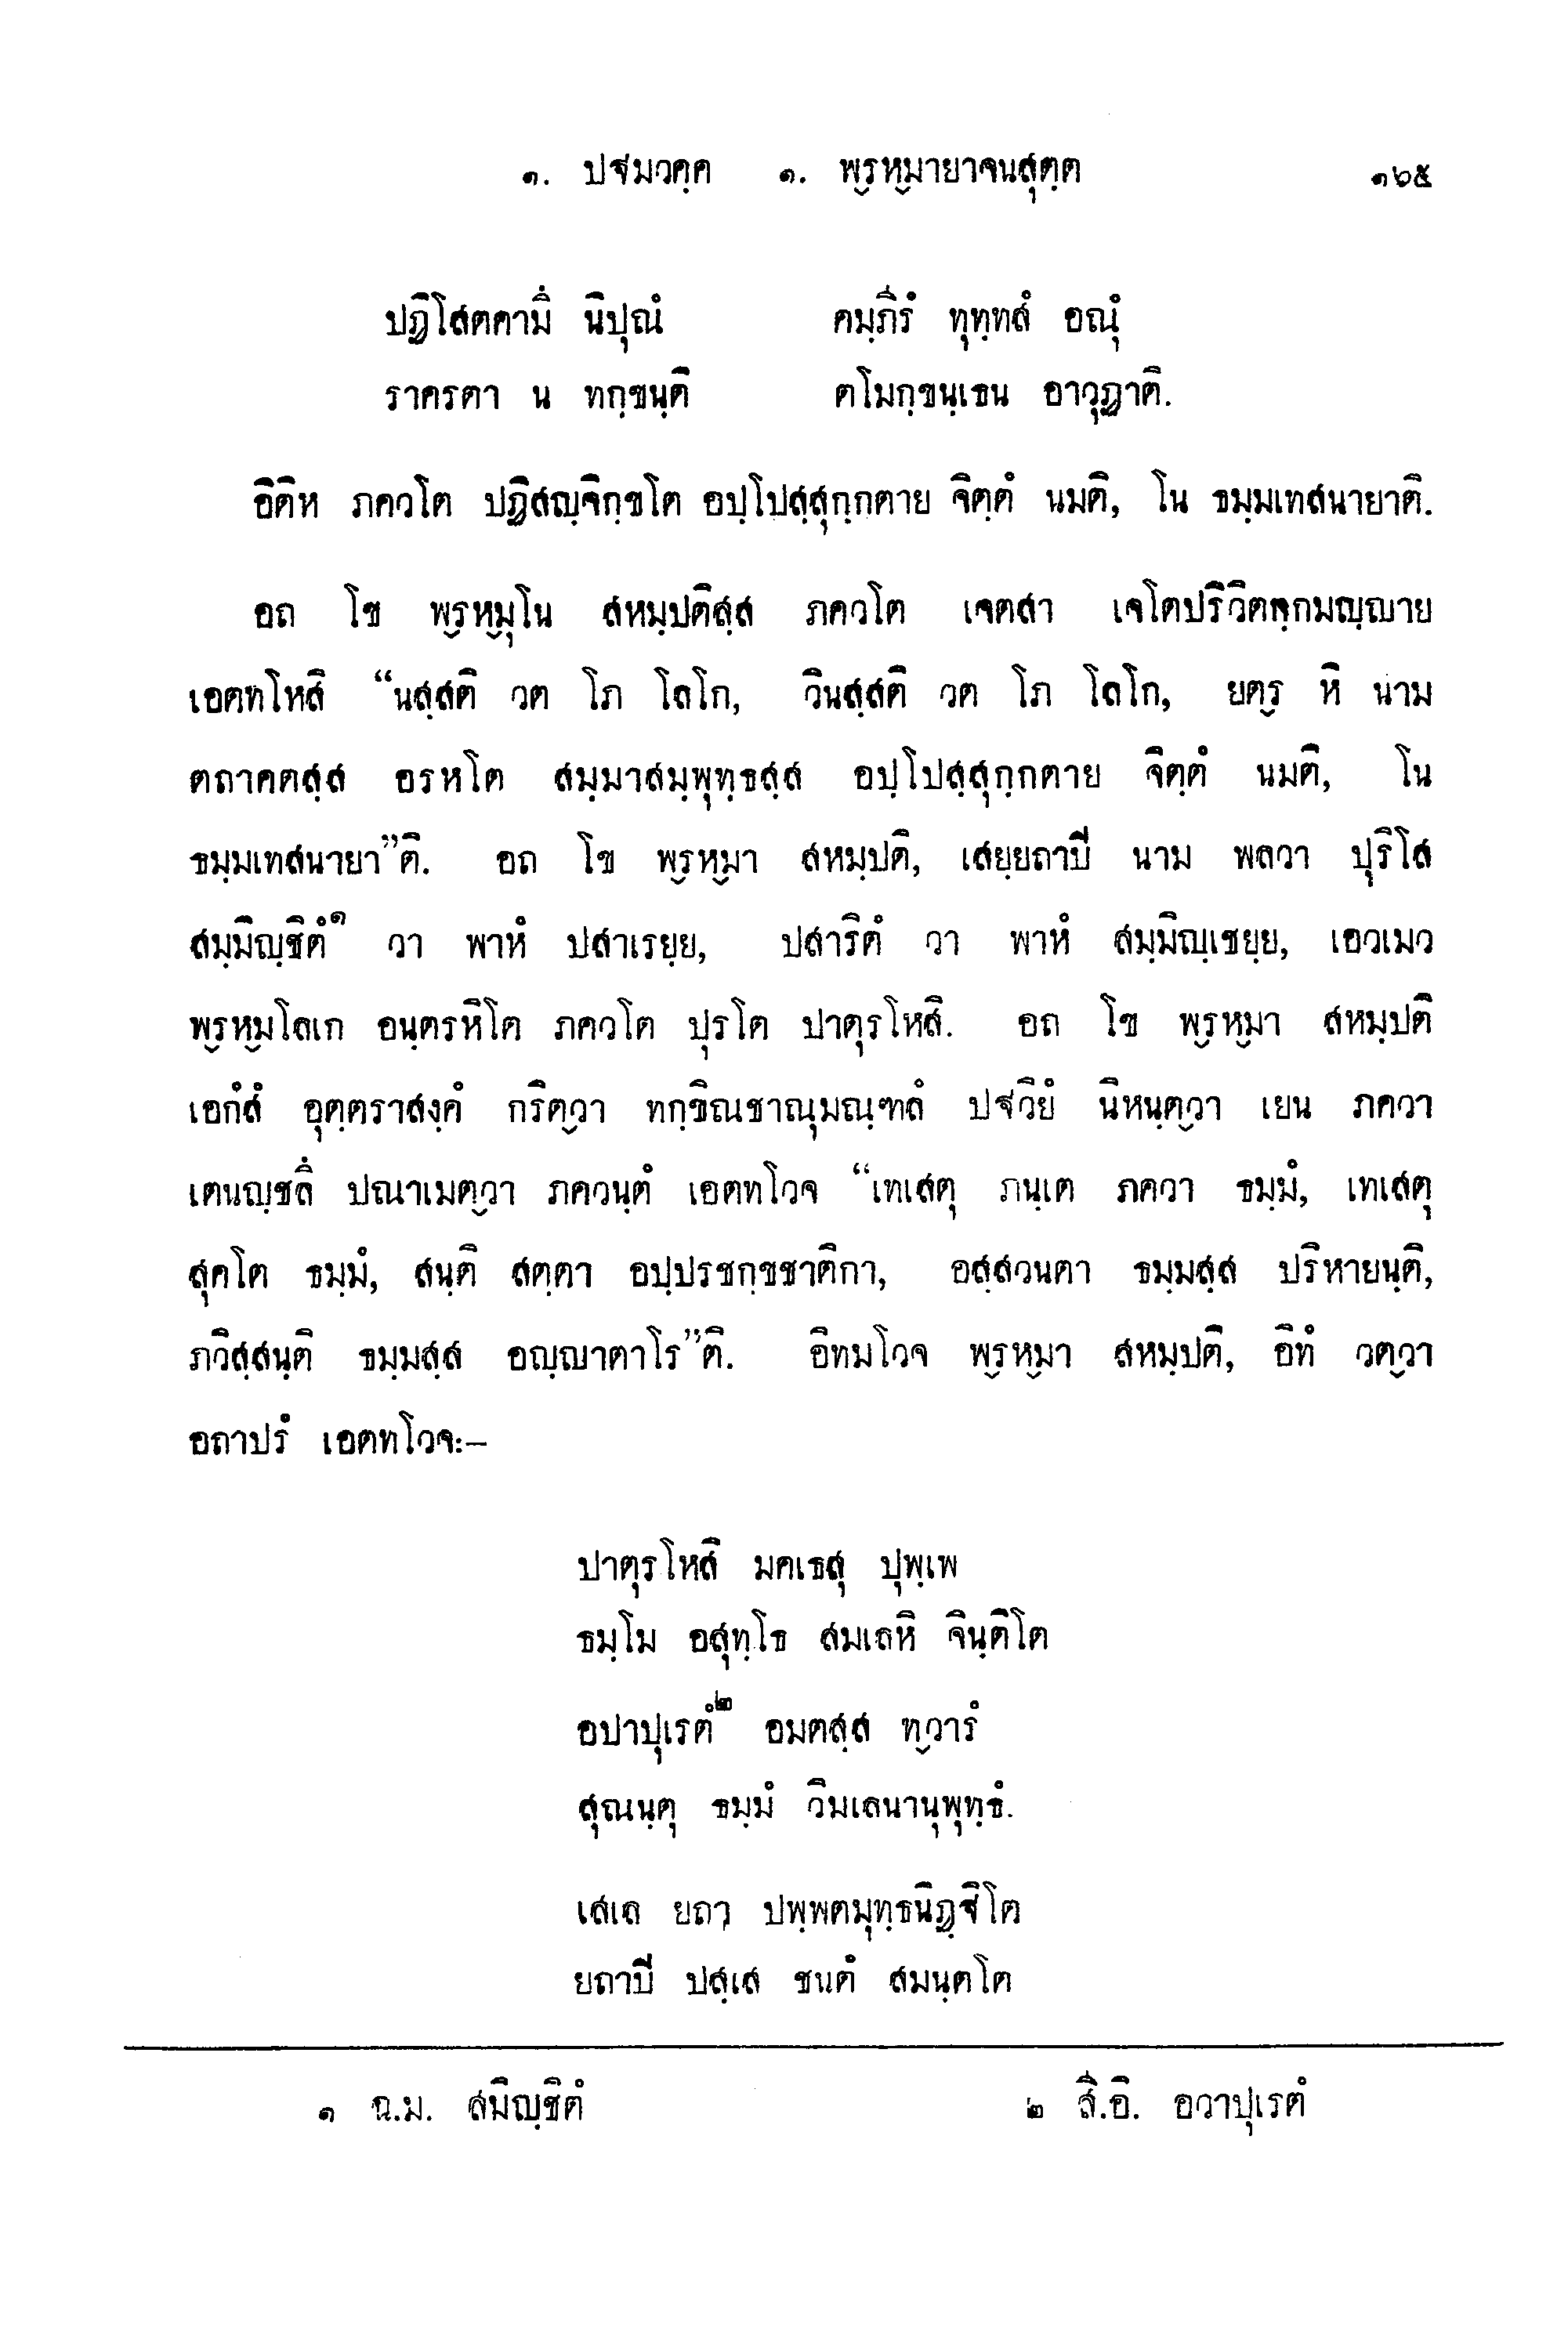 ๑. ปฐมวคฺค ๑. พฺรหฺมายาจนสุตฺต ๑๖๕
ปฏิโสตคามึ นิปุณํ คมฺภีรํ ทุทฺทสํ อณุํ
ราครตา น ทกฺขนฺติ ตโมกฺขนฺเธน อาวุฏาติ.
อิติห ภควโต ปฏิสญฺจิกฺขโต อปฺโปสฺสุกฺกตาย จิตฺตํ นมติ, โน ธมฺมเทสนายาติ.
อถ โข พฺรหฺมุโน สหมฺปติสฺส ภควโต เจตสา เจโตปริวิตกฺกมญฺญาย
เอตทโหสิ “นสฺสติ วต โภ โลโก, วินสฺสติ วต โภ โลโก, ยตฺร หิ นาม
ตถาคตสฺส อรหโต สมฺมาสมฺพุทฺธสฺส อปฺโปสฺสุกฺกตาย จิตฺตํ นมติ, โน
ธมฺมเทสนายา”ติ. อถ โข พฺรหฺมา สหมฺปติ, เสยฺยถาปี นาม พลวา ปุริโส
สมฺมิญฺชิตํ๑ วา พาหํ ปสาเรยฺย, ปสาริตํ วา พาหํ สมฺมิญฺเชยฺย, เอวเมว
พฺรหฺมโลเก อนฺตรหิโต ภควโต ปุรโต ปาตุรโหสิ. อถ โข พฺรหฺมา สหมฺปติ
เอกํสํ อุตฺตราสงฺคํ กริตฺวา ทกฺขิณชาณุมณฺฑลํ ปฐวิยํ นิหนฺตฺวา เยน ภควา
เตนญฺชลึ ปณาเมตฺวา ภควนฺตํ เอตทโวจ “เทเสตุ ภนฺเต ภควา ธมฺมํ, เทเสตุ
สุคโต ธมฺมํ, สนฺติ สตฺตา อปฺปรชกฺขชาติกา, อสฺสวนตา ธมฺมสฺส ปริหายนฺติ,
ภวิสฺสนฺติ ธมฺมสฺส อญฺญาตาโร”ติ. อิทมโวจ พฺรหฺมา สหมฺปติ, อิทํ วตฺวา
อถาปรํ เอตทโวจ:–
ปาตุรโหสิ มคเธสุ ปุพฺเพ
ธมฺโม อสุทฺโธ สมเลหิ จินฺติโต
อปาปุเรตํ๒ อมตสฺส ทฺวารํ
สุณนฺตุ ธมฺมํ วิมเลนานุพุทฺธํ.
เสเล ยถา ปพฺพตมุทฺธนิฏฺฐิโต
ยถาปี ปสฺเส ชนตํ สมนฺตโต
๑ ฉ.ม. สมิญฺชิตํ ๒ สี.อิ. อวาปุเรตํ